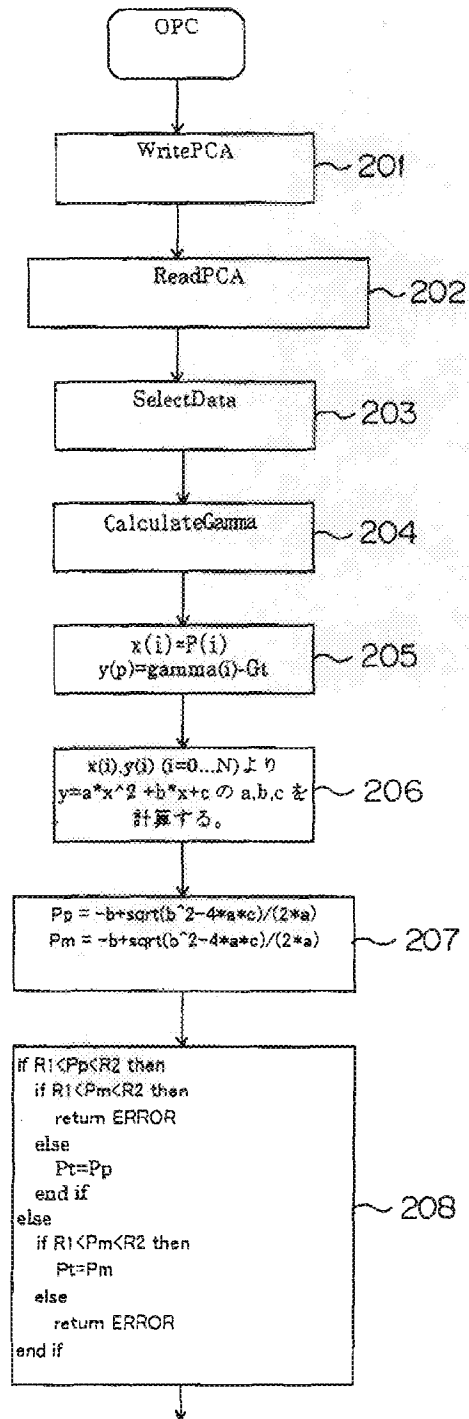 OPC
WritePCA
201
ReadPCA
202
SelectData
203
CalculateGamma
204
x(i)=P(i)
y(p)=gamma(i)-Gt
205
x(i),y(i) (i=0...N)より
y=a*x^2 +b*x+c の a,b,c を
計算する。
206
Pp = -b+sqrt(b^2-4*a*c)/(2*a)
Pm = -b+sqrt(b^2-4*a*c)/(2*a)
207
if R1<Pp<R2 then
if R1<Pm<R2 then
return ERROR
else
Pt=Pp
end if
else
if R1<Pm<R2 then
Pt=Pm
else
return ERROR
end if
208